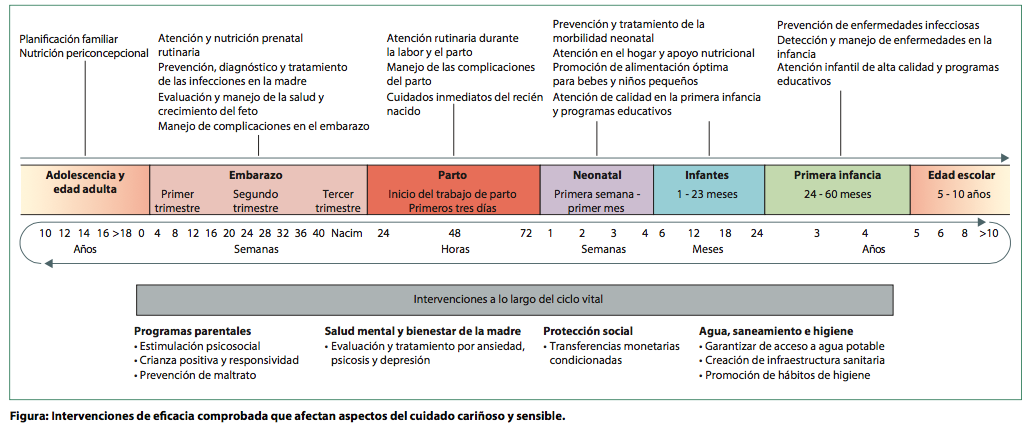 Planificación familiar
Nutrición periconcepcional
Atención y nutrición prenatal
rutinaria
Prevención, diagnóstico y tratamiento
de las infecciones en la madre
Evaluación y manejo de la salud y
crecimiento del feto
Manejo de complicaciones en el embarazo
Atención rutinaria durante
la labor y el parto
Manejo de las complicaciones
del parto
Cuidados inmediatos del recién
nacido
Prevención y tratamiento de la
morbilidad neonatal
Atención en el hogar y apoyo nutricional
Promoción de alimentación óptima
para bebes y niños pequeños
Atención de calidad en la primera infancia
y programas educativos
Prevención de enfermedades infecciosas
Detección y manejo de enfermedades en la
infancia
Atención infantil de alta calidad y programas
educativos
Adolescencia y
edad adulta
Embarazo
Primer
trimestre
Segundo
trimestre
Tercer
trimestre
Parto
Inicio del trabajo de parto
Primeros tres días
Neonatal
Primera semana -
primer mes
Infantes
1 - 23 meses
Primera infancia
24 - 60 meses
Edad escolar
5 - 10 años
10 12 14 16 >18 0 4 8 12 16 20 24 28 32 36 40 Nacim 24 48 72 1 2 3 4 6 12 18 24 3 4 5 6 8 >10
Años Semanas Horas Semanas Meses Años
Intervenciones a lo largo del ciclo vital
Programas parentales
• Estimulación psicosocial
• Crianza positiva y responsividad
• Prevención de maltrato
Salud mental y bienestar de la madre
• Evaluación y tratamiento por ansiedad,
psicosis y depresión
Protección social
• Transferencias monetarias
condicionadas
Agua, saneamiento e higiene
• Garantizar de acceso a agua potable
• Creación de infraestructura sanitaria
• Promoción de hábitos de higiene
Figura: Intervenciones de eficacia comprobada que afectan aspectos del cuidado cariñoso y sensible.